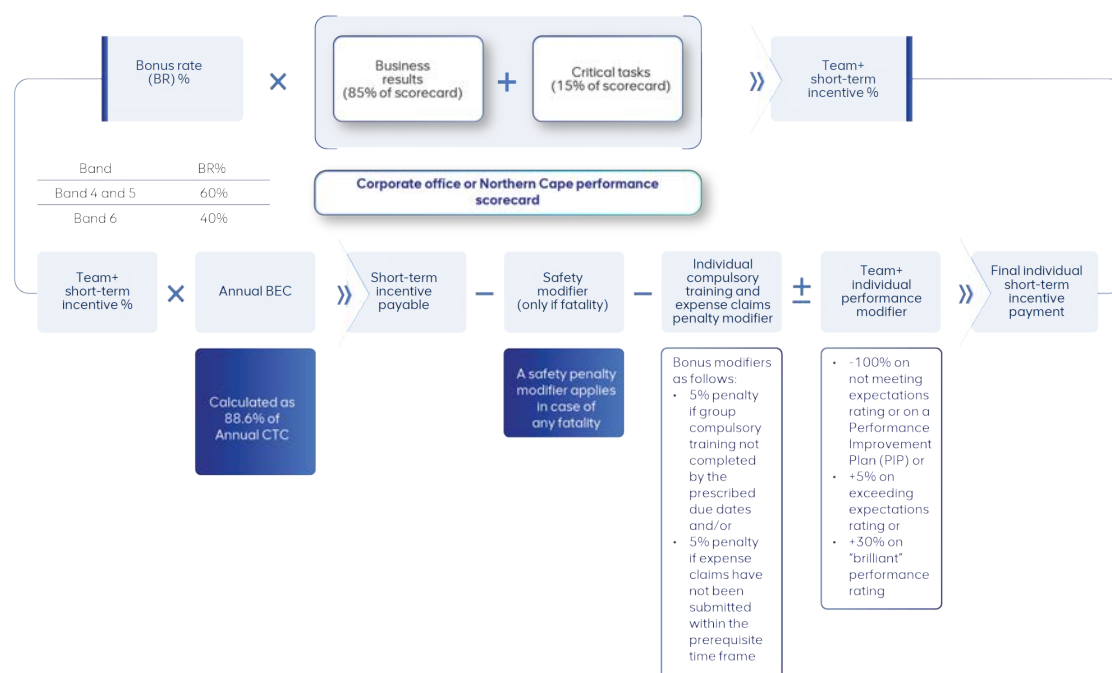 Bonus rate
(BR) %
×
Business
results
(85% of scorecard)
+
Critical tasks
(15% of scorecard)
»
Team+
short-term
incentive %
Band BR%
Band 4 and 5 60%
Band 6 40%
Corporate office or Northern Cape performance
scorecard
Team+
short-term
incentive %
×
Annual BEC
»
Short-term
incentive
payable
−
Safety
modifier
(only if fatality)
−
Individual
compulsory
training and
expense claims
penalty modifier
±
Team+
individual
performance
modifier
»
Final individual
short-term
incentive
payment
Calculated as
88.6% of
Annual CTC
A safety penalty
modifier applies
in case of
any fatality
Bonus modifiers
as follows:
• 5% penalty
if group
compulsory
training not
completed
by the
prescribed
due dates
and/or
• 5% penalty
if expense
claims have
not been
submitted
within the
prerequisite
time frame
• -100% on
not meeting
expectations
rating or on a
Performance
Improvement
Plan (PIP) or
• +5% on
exceeding
expectations
rating or
• +30% on
"brilliant"
performance
rating